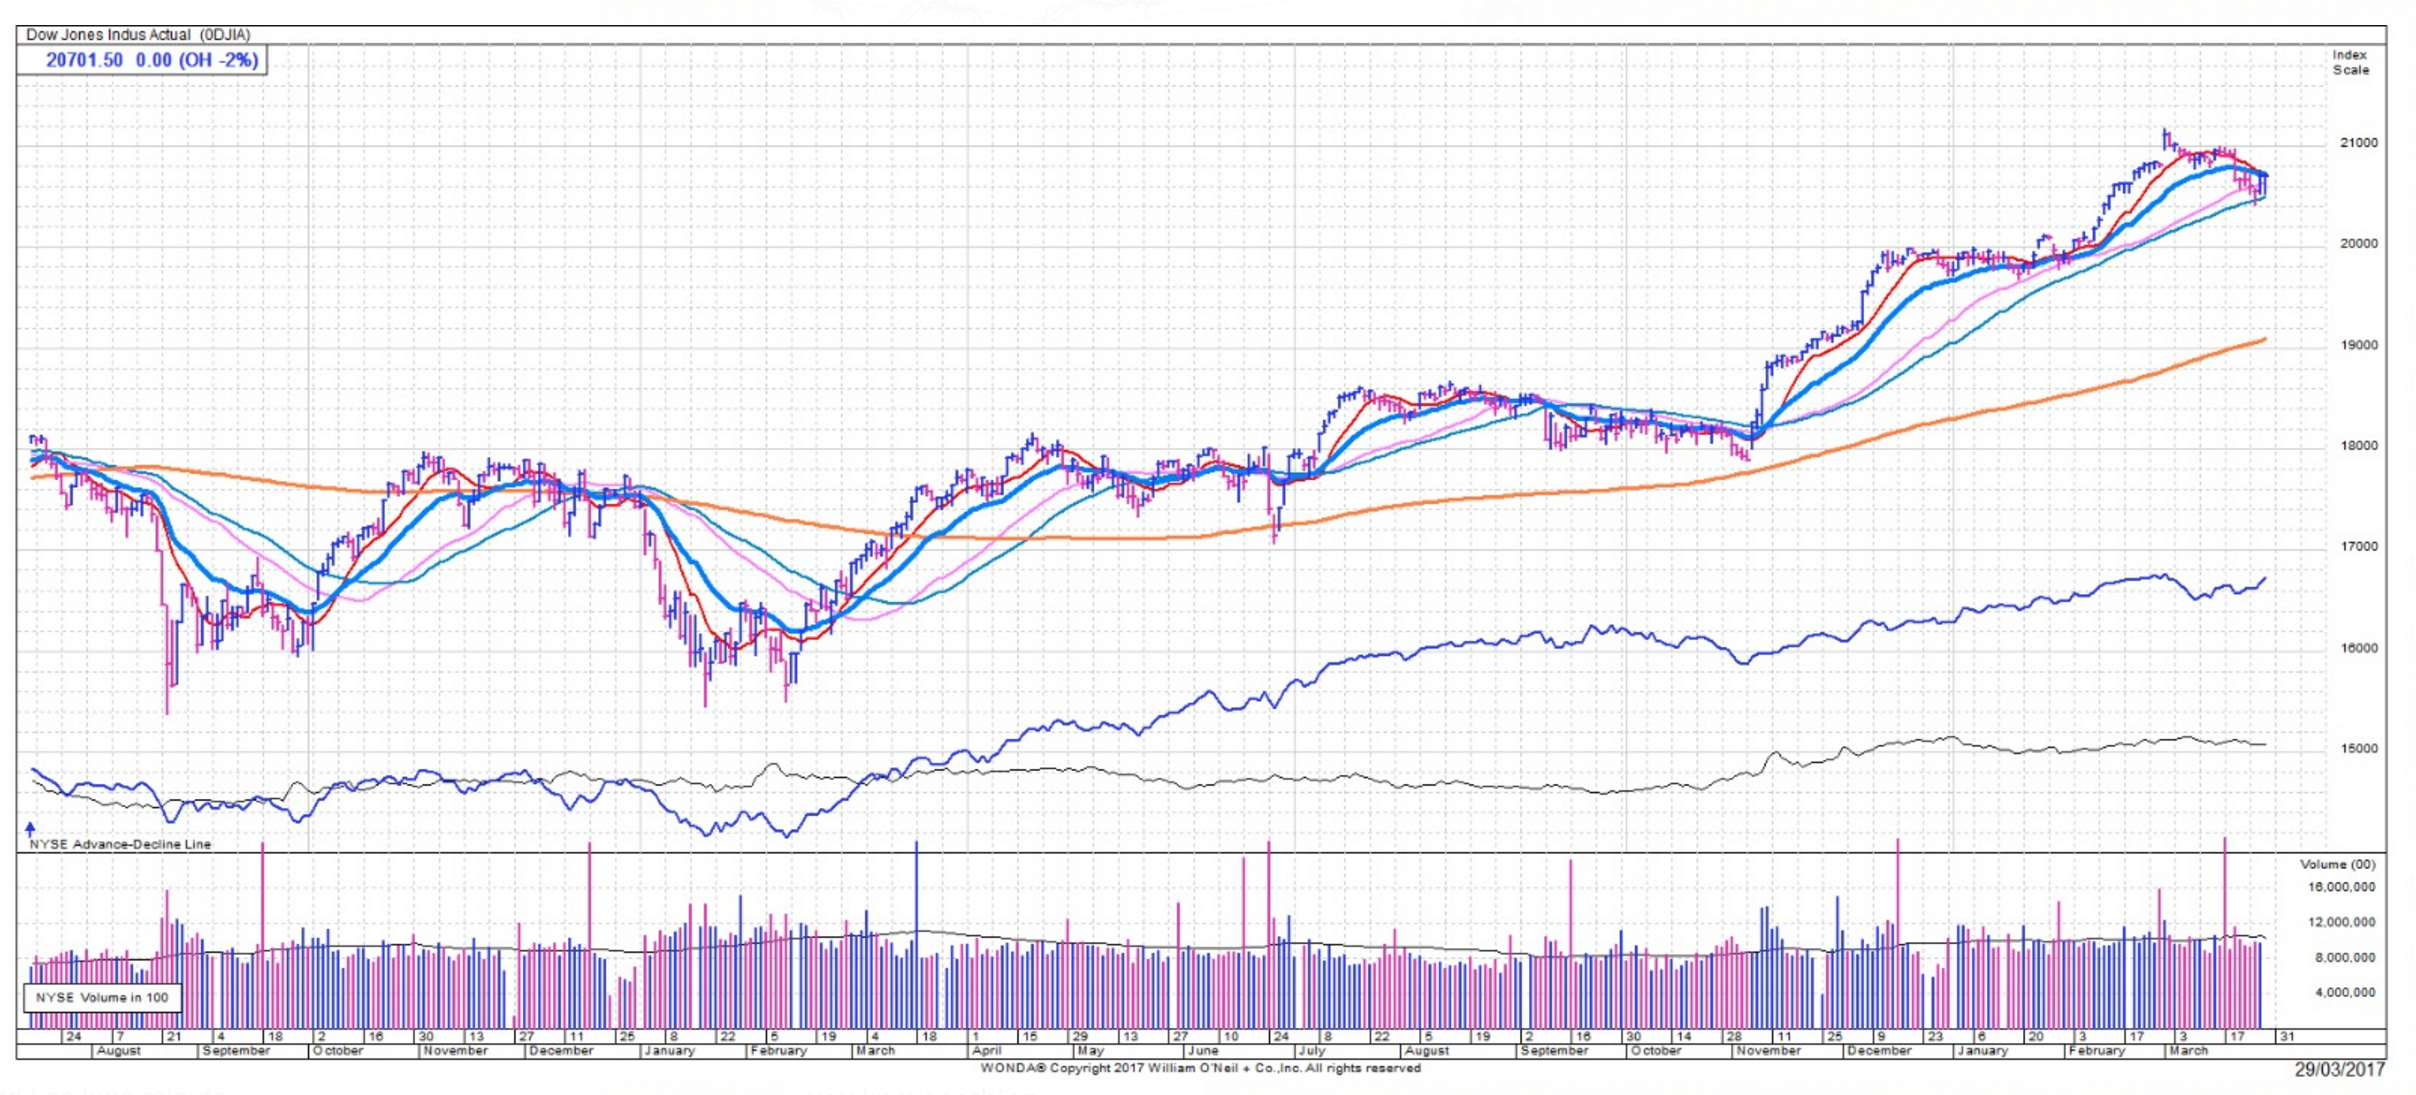 Dow Jones Indus Actual (0DJIA)
20701.50 0.00 (OH -2%)
Index
Scale
21000
20000
19000
18000
17000
16000
15000
NYSE Advance-Decline Line
Volume (00)
16,000,000
12,000,000
8,000,000
4,000,000
NYSE Volume in 100
24 7 21 4 18 2 16 30 13 27 11 25 8 22 5 19 4 18 1 15 29 13 27 10 24 8 22 5 19 2 16 30 14 28 11 25 9 23 6 20 3 17 3 17 31
August September October November December January February March April May June July August September October November December January February March
WONDA® Copyright 2017 William O'Neil + Co.,Inc. All rights reserved
29/03/2017